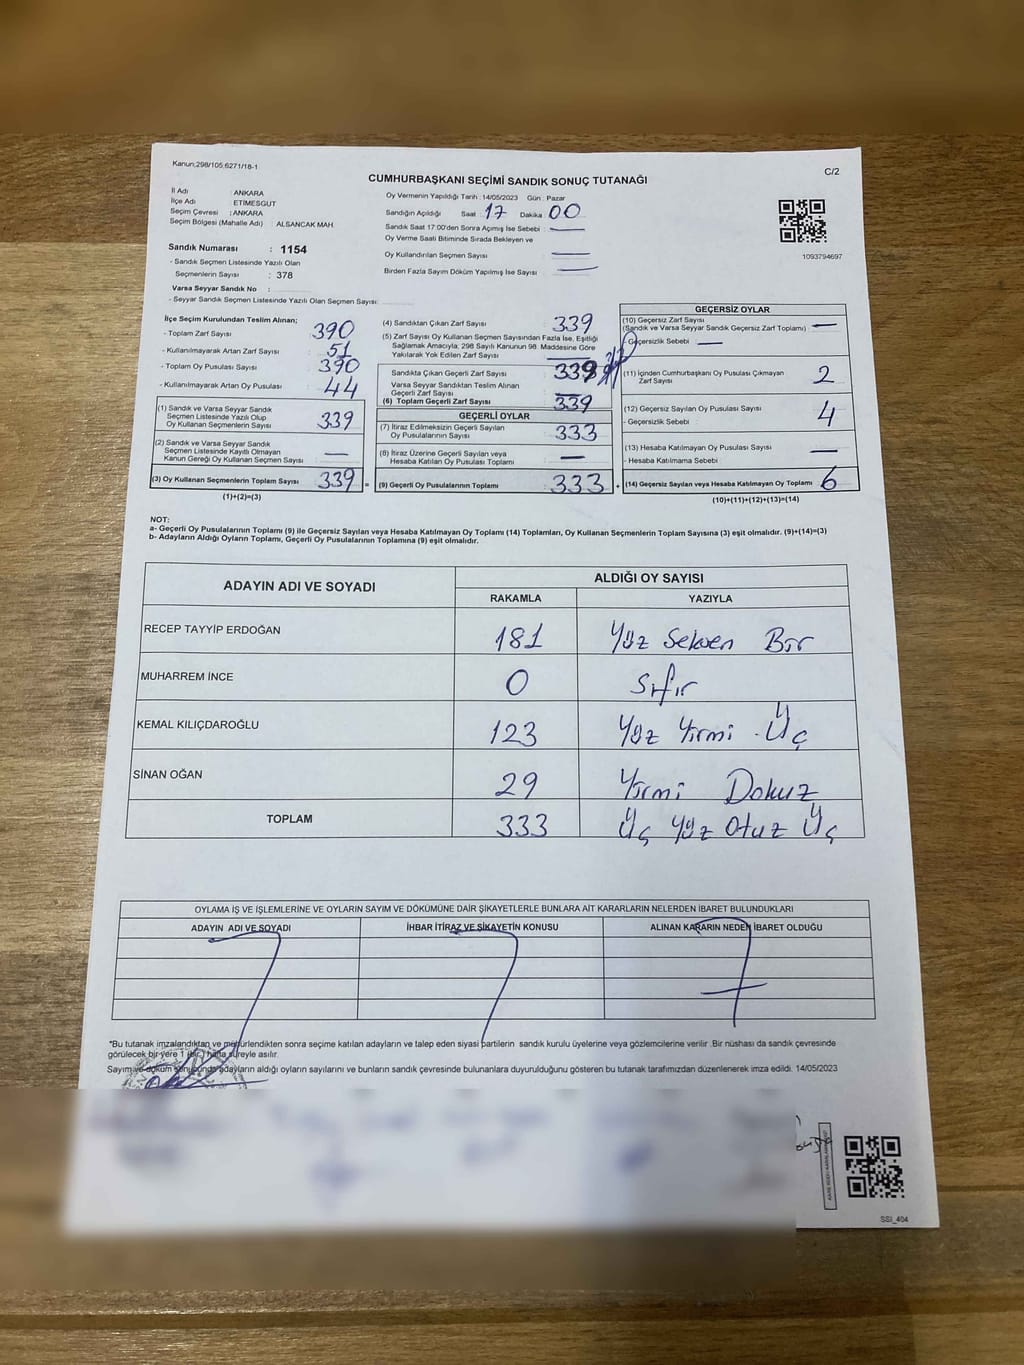 Kanun;298/105;6271/18-1
C/2
CUMHURBAŞKANI SEÇİMİ SANDIK SONUÇ TUTANAĞI
İl Adı : ANKARA
İlçe Adı : ETİMESGUT
Seçim Çevresi : ANKARA
Seçim Bölgesi (Mahalle Adı) : ALSANCAK MAH.
Oy Vermenin Yapıldığı Tarih : 14/05/2023 Gün : Pazar
Sandığın Açıldığı Saat : 17 Dakika : 00
Sandık Saat 17:00'den Sonra Açımış İse Sebebi : —
Oy Verme Saati Bitiminde Sırada Bekleyen ve
Oy Kullandırılan Seçmen Sayısı : —
Birden Fazla Sayım Döküm Yapılmış İse Sayısı : —
1093794697
Sandık Numarası : 1154
- Sandık Seçmen Listesinde Yazılı Olan
Seçmenlerin Sayısı : 378
Varsa Seyyar Sandık No :
- Seyyar Sandık Seçmen Listesinde Yazılı Olan Seçmen Sayısı:
İlçe Seçim Kurulundan Teslim Alınan;
- Toplam Zarf Sayısı 390
- Kullanılmayarak Artan Zarf Sayısı : 51
- Toplam Oy Pusulası Sayısı : 390
- Kullanılmayarak Artan Oy Pusulası : 44
(1) Sandık ve Varsa Seyyar Sandık
Seçmen Listesinde Yazılı Olup
Oy Kullanan Seçmenlerin Sayısı : 339
(2) Sandık ve Varsa Seyyar Sandık
Seçmen Listesinde Kayıtlı Olmayan
Kanun Gereği Oy Kullanan Seçmen Sayısı : —
(3) Oy Kullanan Seçmenlerin Toplam Sayısı : 339 =
(1)+(2)=(3)
(4) Sandıktan Çıkan Zarf Sayısı : 339
(5) Zarf Sayısı Oy Kullanan Seçmen Sayısından Fazla İse, Eşitliği
Sağlamak Amacıyla, 298 Sayılı Kanunun 98. Maddesine Göre
Yakılarak Yok Edilen Zarf Sayısı : —
Sandıkta Çıkan Geçerli Zarf Sayısı : 339
Varsa Seyyar Sandıktan Teslim Alınan
Geçerli Zarf Sayısı : —
(6) Toplam Geçerli Zarf Sayısı : 339
GEÇERLİ OYLAR
(7) İtiraz Edilmeksizin Geçerli Sayılan
Oy Pusulalarının Sayısı : 333
(8) İtiraz Üzerine Geçerli Sayılan veya
Hesaba Katılan Oy Pusulası Toplamı : —
(9) Geçerli Oy Pusulalarının Toplamı : 333 +
GEÇERSİZ OYLAR
(10) Geçersiz Zarf Sayısı
(Sandık ve Varsa Seyyar Sandık Geçersiz Zarf Toplamı) : —
- Geçersizlik Sebebi : —
(11) İçinden Cumhurbaşkanı Oy Pusulası Çıkmayan
Zarf Sayısı : 2
(12) Geçersiz Sayılan Oy Pusulası Sayısı : 4
- Geçersizlik Sebebi :
(13) Hesaba Katılmayan Oy Pusulası Sayısı : —
- Hesaba Katılmama Sebebi :
(14) Geçersiz Sayılan veya Hesaba Katılmayan Oy Toplamı : 6
(10)+(11)+(12)+(13)=(14)
NOT:
a- Geçerli Oy Pusulalarının Toplamı (9) ile Geçersiz Sayılan veya Hesaba Katılmayan Oy Toplamı (14) Toplamları, Oy Kullanan Seçmenlerin Toplam Sayısına (3) eşit olmalıdır. (9)+(14)=(3)
b- Adayların Aldığı Oyların Toplamı, Geçerli Oy Pusulalarının Toplamına (9) eşit olmalıdır.
ADAYIN ADI VE SOYADI ALDIĞI OY SAYISI
RAKAMLA YAZIYLA
RECEP TAYYİP ERDOĞAN 181 Yüz Seksen Bir
MUHARREM İNCE 0 Sıfır
KEMAL KILIÇDAROĞLU 123 Yüz Yirmi Üç
SİNAN OĞAN 29 Yirmi Dokuz
TOPLAM 333 Üç Yüz Otuz Üç
OYLAMA İŞ VE İŞLEMLERİNE VE OYLARIN SAYIM VE DÖKÜMÜNE DAİR ŞİKAYETLERLE BUNLARA AİT KARARLARIN NELERDEN İBARET BULUNDUKLARI
ADAYIN ADI VE SOYADI İHBAR İTİRAZ VE ŞİKAYETİN KONUSU ALINAN KARARIN NEDEN İBARET OLDUĞU
*Bu tutanak imzalandıktan ve mühürlendikten sonra seçime katılan adayların ve talep eden siyasi partilerin sandık kurulu üyelerine veya gözlemcilerine verilir .Bir nüshası da sandık çevresinde
görülecek bir yere 1 (bir) hafta süreyle asılır.
Sayım ve döküm sonucunda adayların aldığı oyların sayılarını ve bunların sandık çevresinde bulunanlara duyurulduğunu gösteren bu tutanak tarafımızdan düzenlenerek imza edildi. 14/05/2023
SSI_404